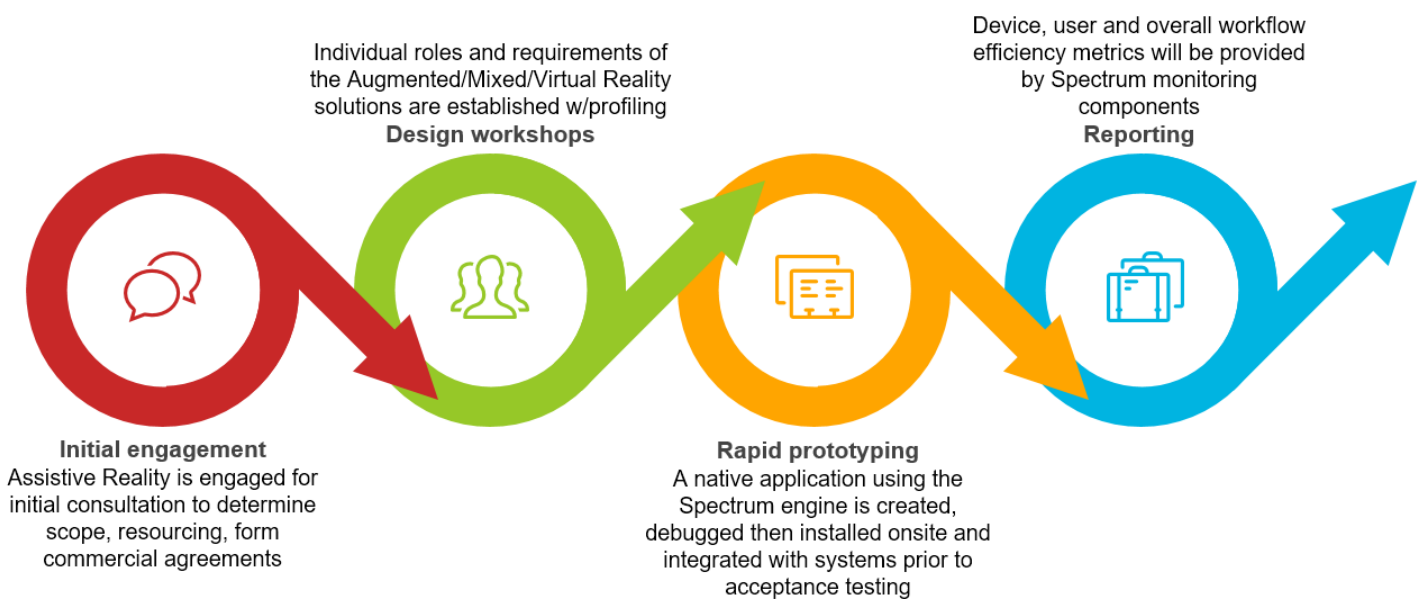 Individual roles and requirements of
the Augmented/Mixed/Virtual Reality
solutions are established w/profiling
Design workshops
Device, user and overall workflow
efficiency metrics will be provided
by Spectrum monitoring
components
Reporting
Initial engagement
Assistive Reality is engaged for
initial consultation to determine
scope, resourcing, form
commercial agreements
Rapid prototyping
A native application using the
Spectrum engine is created,
debugged then installed onsite and
integrated with systems prior to
acceptance testing